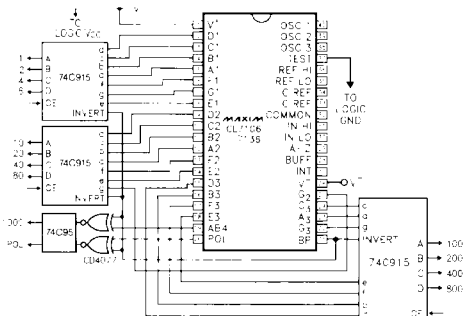 TO
LOGIC VCC
1
2
4
8
A
B
C
D
OE
74C915
INVERT
10
20
40
80
A
B
C
D
OE
74C915
INVERT
1000
POL
74C95
CD4077
V+
D1
C1
B1
A1
F1
G1
E1
D2
C2
B2
A2
F2
E2
D3
B3
F3
E3
AB4
POL
OSC 1
OSC 2
OSC 3
TEST
REF HI
REF LO
C REF
C REF
COMMON
IN HI
IN LO
A-Z
BUFF
INT
V-
G2
C3
A3
G3
BP
MAXIM
TO
LOGIC
GND
INVERT
74C915
A
B
C
D
OE
100
200
400
800